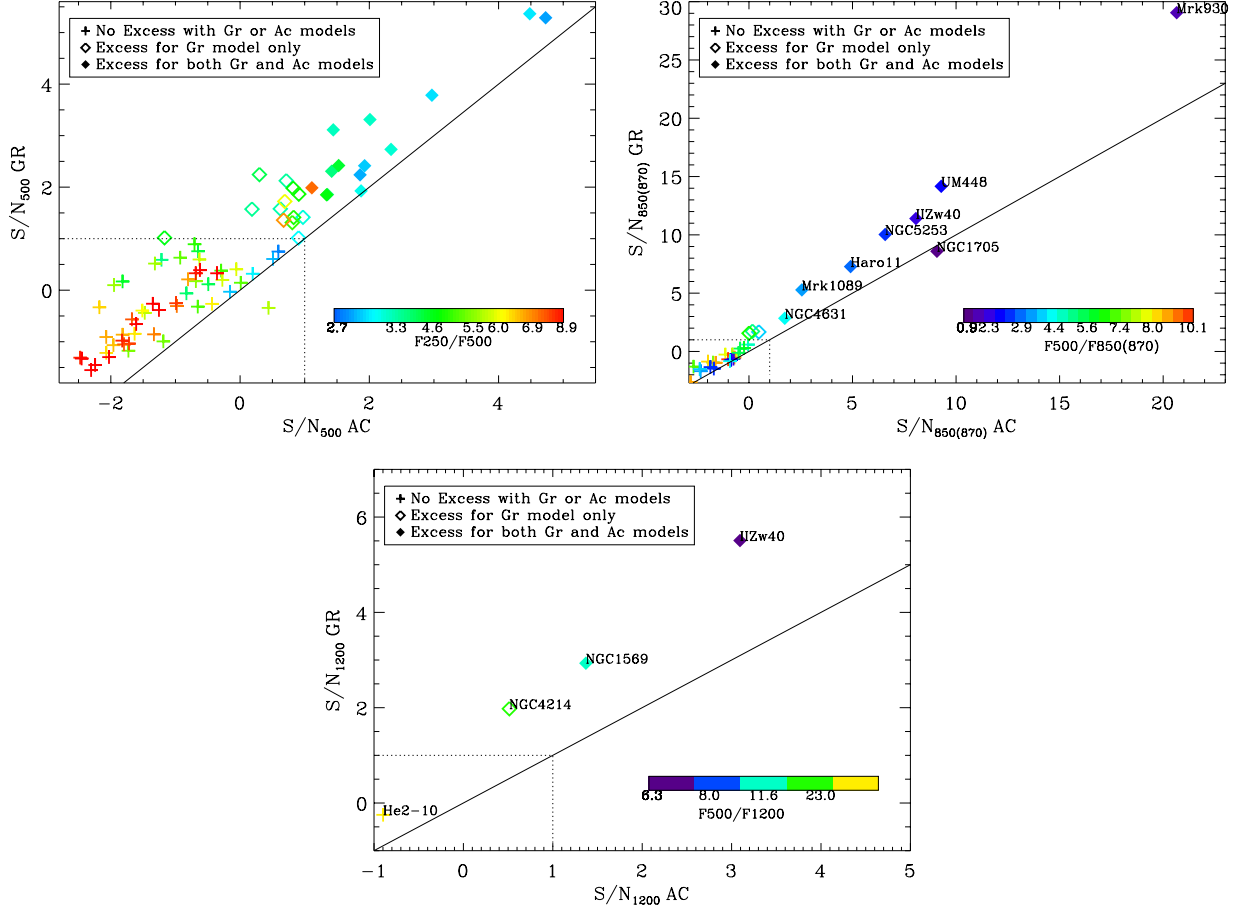 No Excess with Gr or Ac models
Excess for Gr model only
Excess for both Gr and Ac models
4
2
0
S/N500 GR
2.7 3.3 4.6 5.5 6.0 6.9 8.9
F250/F500
-2 0 2 4
S/N500 AC
30
25
20
15
10
5
0
S/N850(870) GR
No Excess with Gr or Ac models
Excess for Gr model only
Excess for both Gr and Ac models
Mrk930
UM448
IIZw40
NGC5253
NGC1705
Haro11
Mrk1089
NGC4631
2.3 2.9 4.4 5.6 7.4 8.0 10.1
F500/F850(870)
0 5 10 15 20
S/N850(870) AC
6
4
2
0
S/N1200 GR
No Excess with Gr or Ac models
Excess for Gr model only
Excess for both Gr and Ac models
IIZw40
NGC1569
NGC4214
He2-10
6.3 8.0 11.6 23.0
F500/F1200
-1 0 1 2 3 4 5
S/N1200 AC